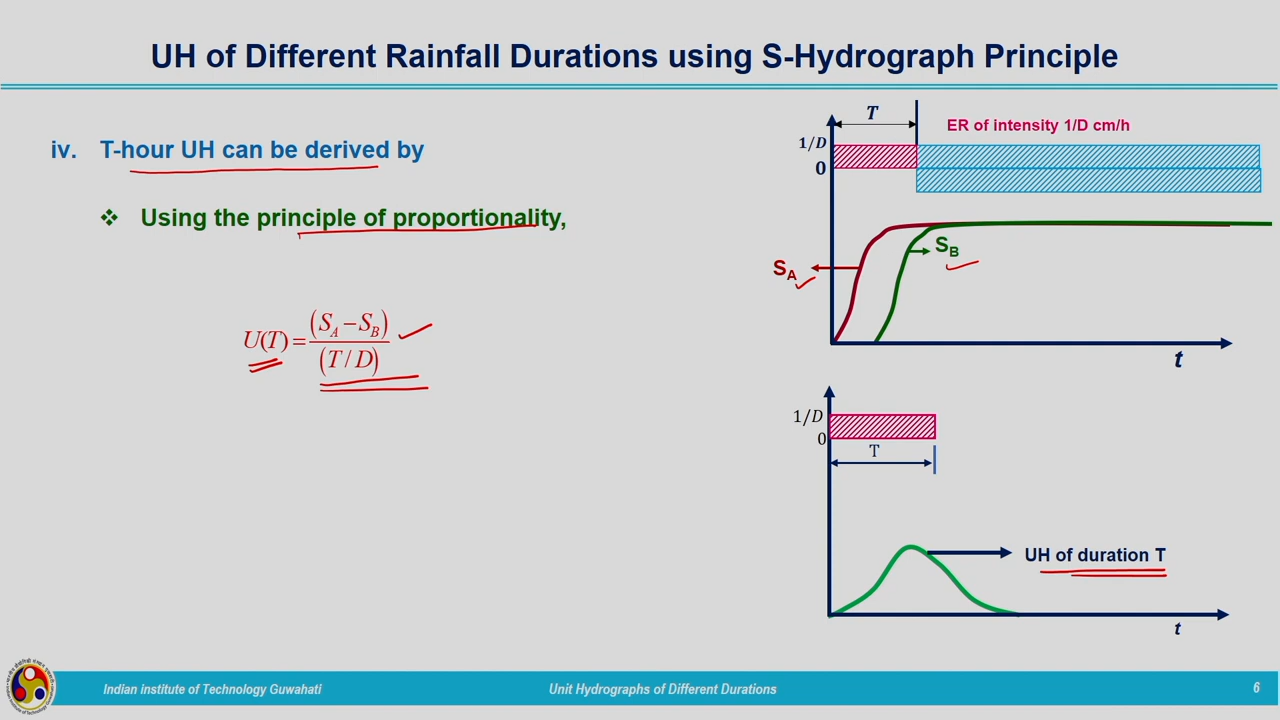 UH of Different Rainfall Durations using S-Hydrograph Principle
iv. T-hour UH can be derived by
❖ Using the principle of proportionality,
U(T) = (S_A – S_B) / (T / D)
T
ER of intensity 1/D cm/h
1/D
0
S_A
S_B
t
1/D
0
T
UH of duration T
t
Indian institute of Technology Guwahati
Unit Hydrographs of Different Durations
6